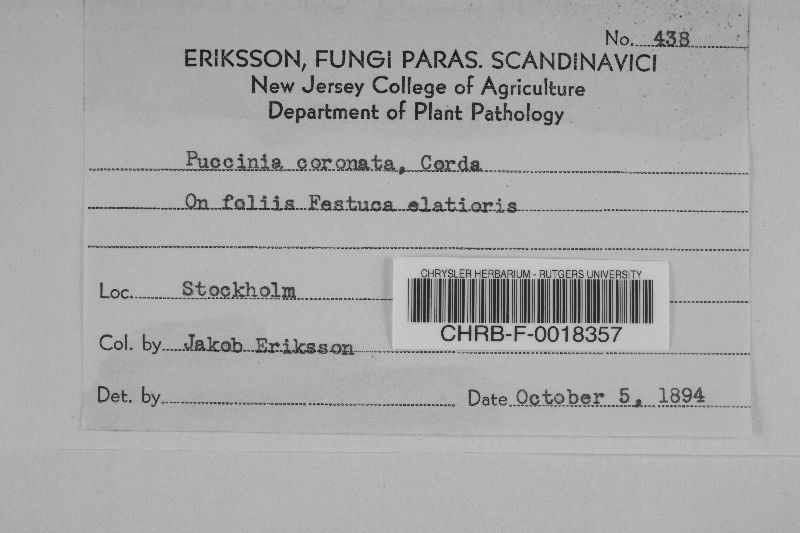 No. 438
ERIKSSON, FUNGI PARAS. SCANDINAVICI
New Jersey College of Agriculture
Department of Plant Pathology
Puccinia coronata, Corda
On foliis Festuca elatioris
Loc. Stockholm
CHRYSLER HERBARIUM - RUTGERS UNIVERSITY
CHRB-F-0018357
Col. by Jakob Eriksson
Det. by
Date October 5, 1894